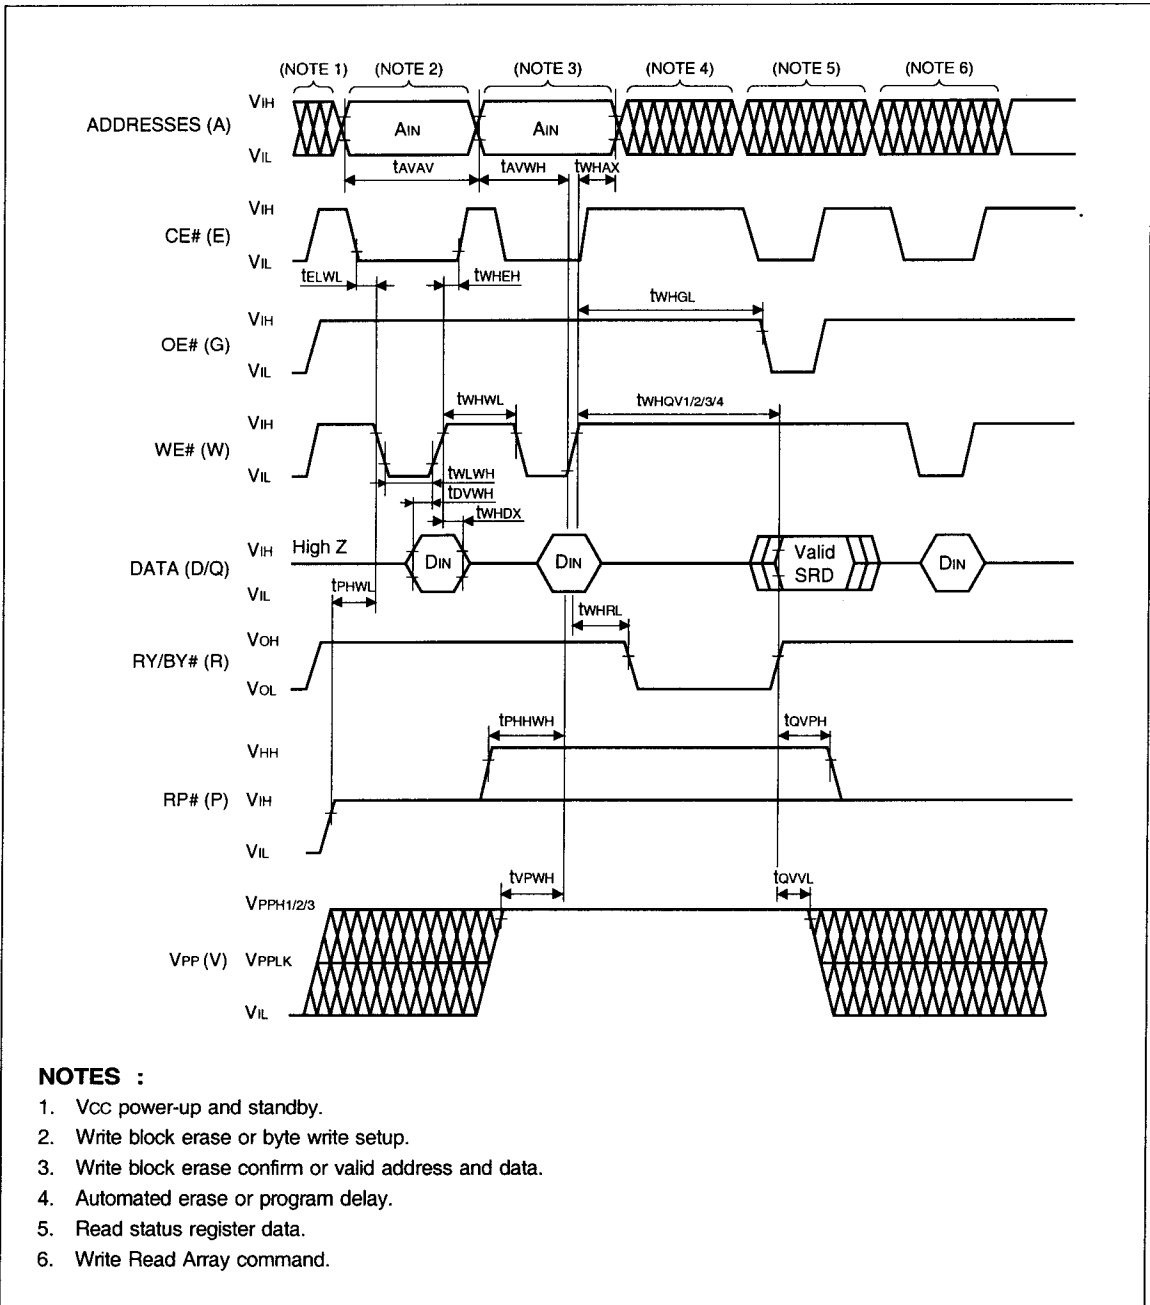 (NOTE 1) (NOTE 2) (NOTE 3) (NOTE 4) (NOTE 5) (NOTE 6)
ADDRESSES (A) VIH VIL AIN AIN
tAVAV tAVWH tWHAX
CE# (E) VIH VIL
tELWL tWHEH
tWHGL
OE# (G) VIH VIL
tWHWL tWHQV1/2/3/4
WE# (W) VIH VIL
tWLWH
tDVWH
tWHDX
DATA (D/Q) VIH VIL High Z DIN DIN Valid SRD DIN
tPHWL tWHRL
RY/BY# (R) VOH VOL
tPHHWH tQVPH
RP# (P) VHH VIH VIL
tVPWH tQVVL
VPP (V) VPPH1/2/3 VPPLK VIL
NOTES :
1. VCC power-up and standby.
2. Write block erase or byte write setup.
3. Write block erase confirm or valid address and data.
4. Automated erase or program delay.
5. Read status register data.
6. Write Read Array command.